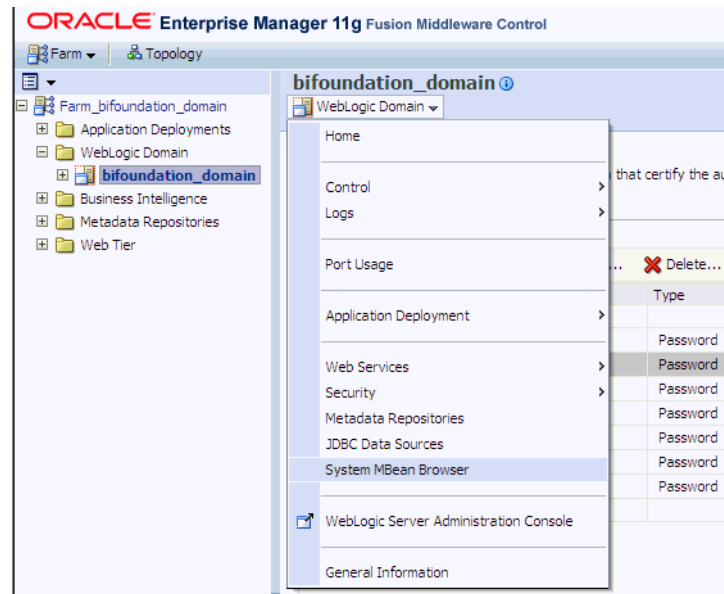 ORACLE Enterprise Manager 11g Fusion Middleware Control
Farm Topology
bifoundation_domain
WebLogic Domain
Farm_bifoundation_domain
Application Deployments
WebLogic Domain
bifoundation_domain
Business Intelligence
Metadata Repositories
Web Tier
Home
Control
Logs
Port Usage
Application Deployment
Web Services
Security
Metadata Repositories
JDBC Data Sources
System MBean Browser
WebLogic Server Administration Console
General Information
that certify the au
... Delete...
Type
Password
Password
Password
Password
Password
Password
Password